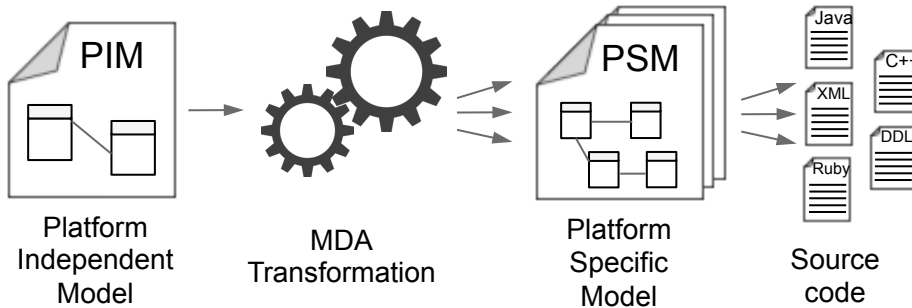 PIM
Platform
Independent
Model
MDA
Transformation
PSM
Platform
Specific
Model
Java
C++
XML
DDL
Ruby
Source
code